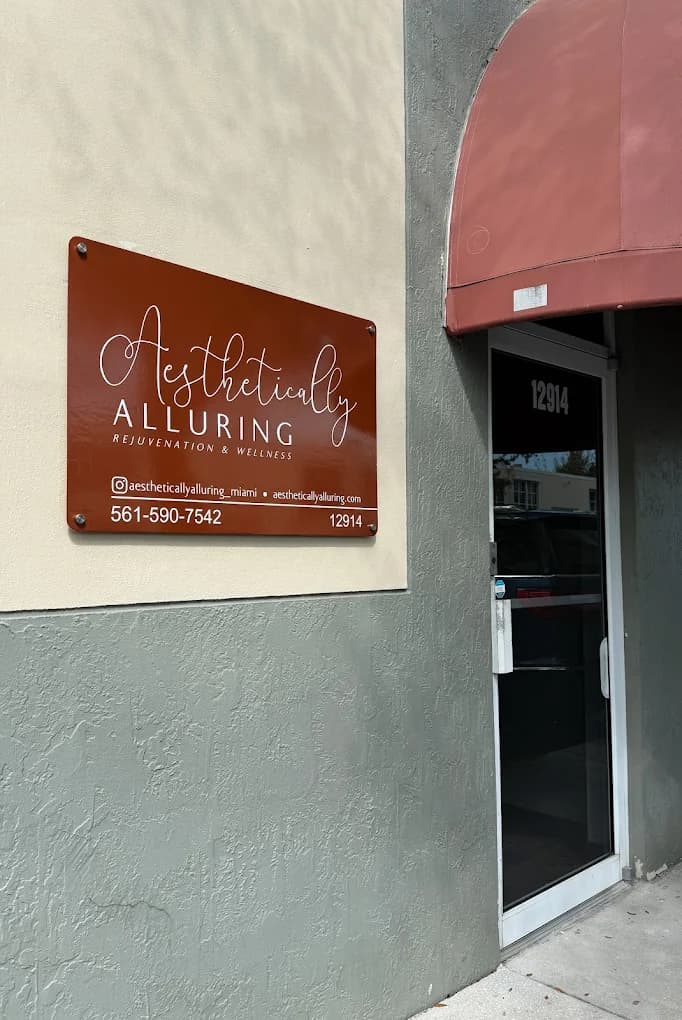 Aesthetically
ALLURING
REJUVENATION & WELLNESS
aestheticallyalluring_miami • aestheticallyalluring.com
561-590-7542 12914
12914